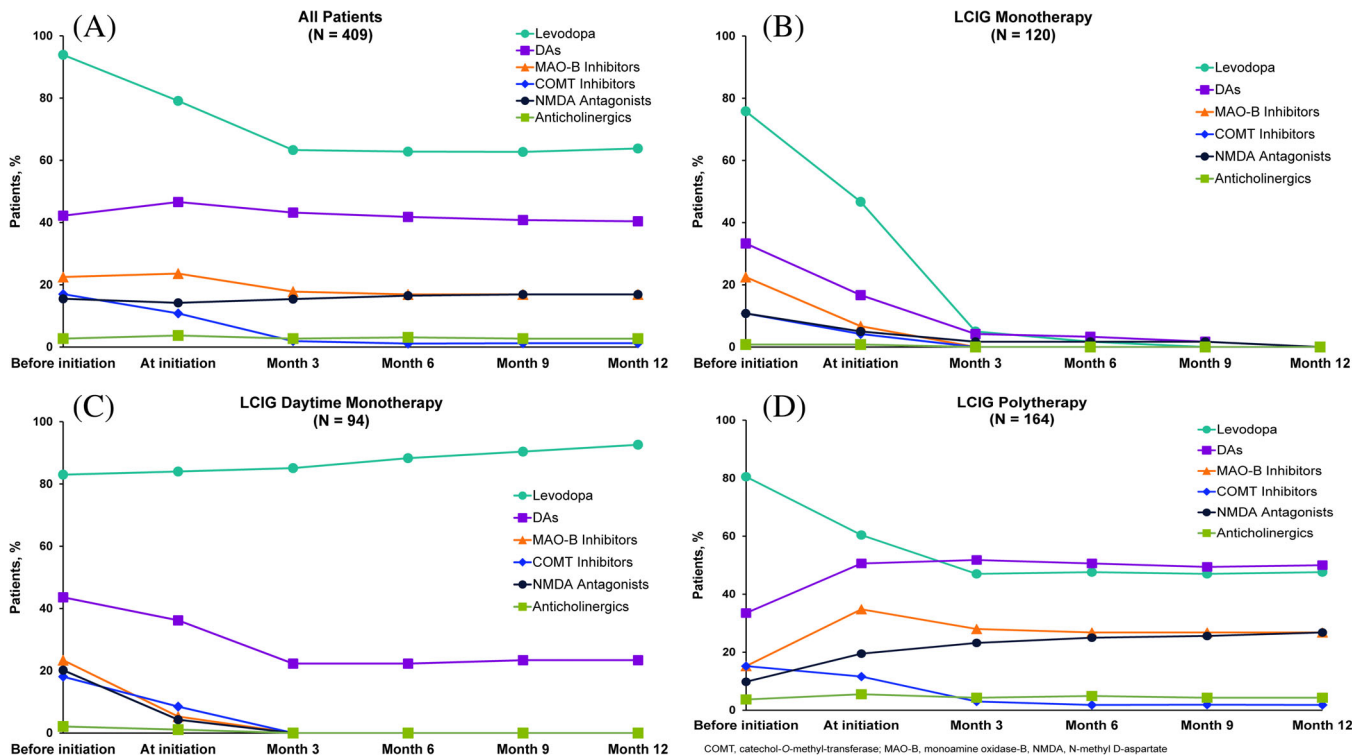 (A)
All Patients
(N = 409)
Patients, %
100
80
60
40
20
0
Levodopa
DAs
MAO-B Inhibitors
COMT Inhibitors
NMDA Antagonists
Anticholinergics
Before initiation At initiation Month 3 Month 6 Month 9 Month 12
(B)
LCIG Monotherapy
(N = 120)
Patients, %
100
80
60
40
20
0
Levodopa
DAs
MAO-B Inhibitors
COMT Inhibitors
NMDA Antagonists
Anticholinergics
Before initiation At initiation Month 3 Month 6 Month 9 Month 12
(C)
LCIG Daytime Monotherapy
(N = 94)
Patients, %
100
80
60
40
20
0
Levodopa
DAs
MAO-B Inhibitors
COMT Inhibitors
NMDA Antagonists
Anticholinergics
Before initiation At initiation Month 3 Month 6 Month 9 Month 12
(D)
LCIG Polytherapy
(N = 164)
Patients, %
100
80
60
40
20
0
Levodopa
DAs
MAO-B Inhibitors
COMT Inhibitors
NMDA Antagonists
Anticholinergics
Before initiation At initiation Month 3 Month 6 Month 9 Month 12
COMT, catechol-O-methyl-transferase; MAO-B, monoamine oxidase-B, NMDA, N-methyl D-aspartate